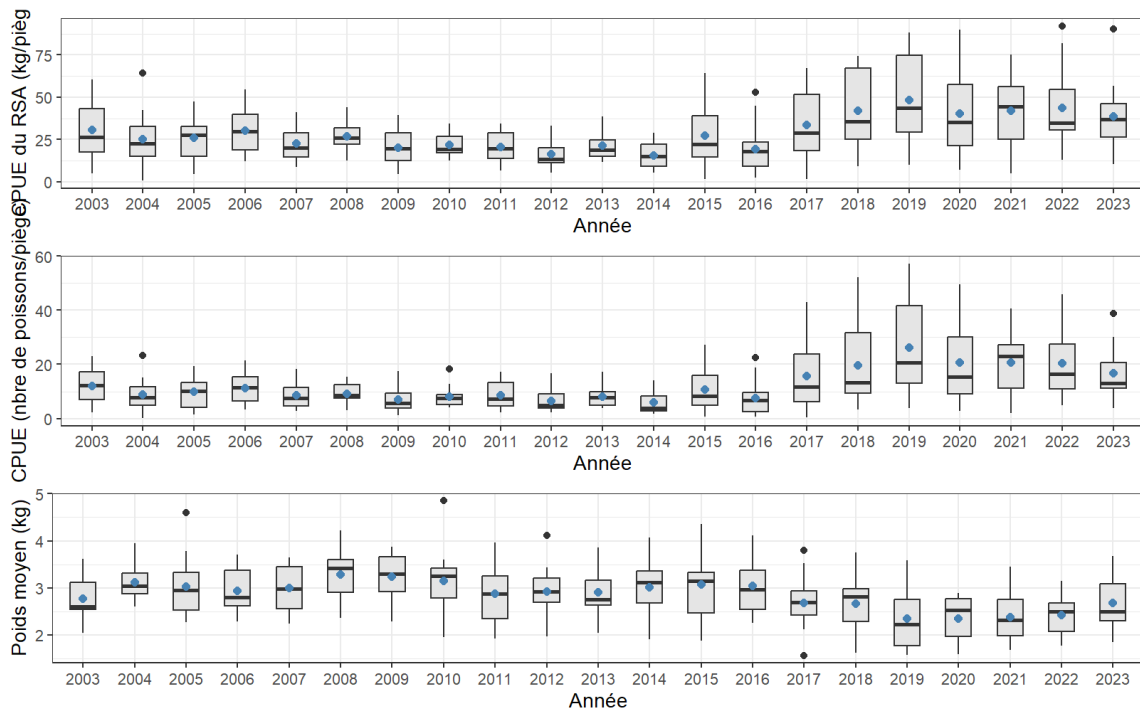 CPUE du RSA (kg/pièg
75
50
25
0
2003 2004 2005 2006 2007 2008 2009 2010 2011 2012 2013 2014 2015 2016 2017 2018 2019 2020 2021 2022 2023
Année
CPUE (nbre de poissons/piège)
60
40
20
0
2003 2004 2005 2006 2007 2008 2009 2010 2011 2012 2013 2014 2015 2016 2017 2018 2019 2020 2021 2022 2023
Année
Poids moyen (kg)
5
4
3
2
2003 2004 2005 2006 2007 2008 2009 2010 2011 2012 2013 2014 2015 2016 2017 2018 2019 2020 2021 2022 2023
Année